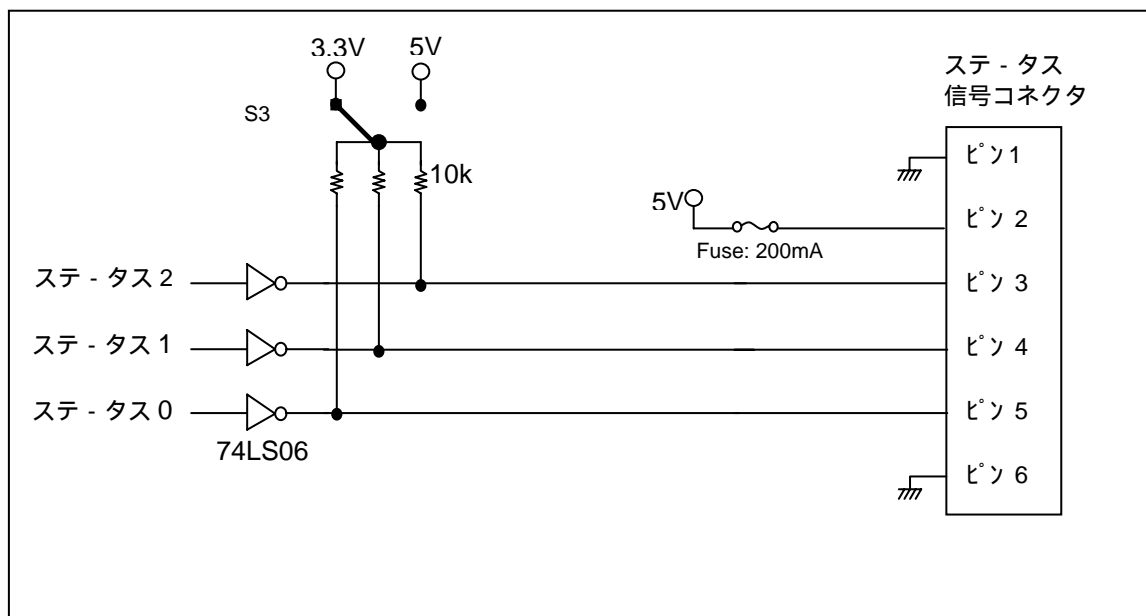 3.3V
5V
S3
10k
ステ - タス 2
ステ - タス 1
ステ - タス 0
74LS06
5V
Fuse: 200mA
ステ - タス
信号コネクタ
ピン 1
ピン 2
ピン 3
ピン 4
ピン 5
ピン 6